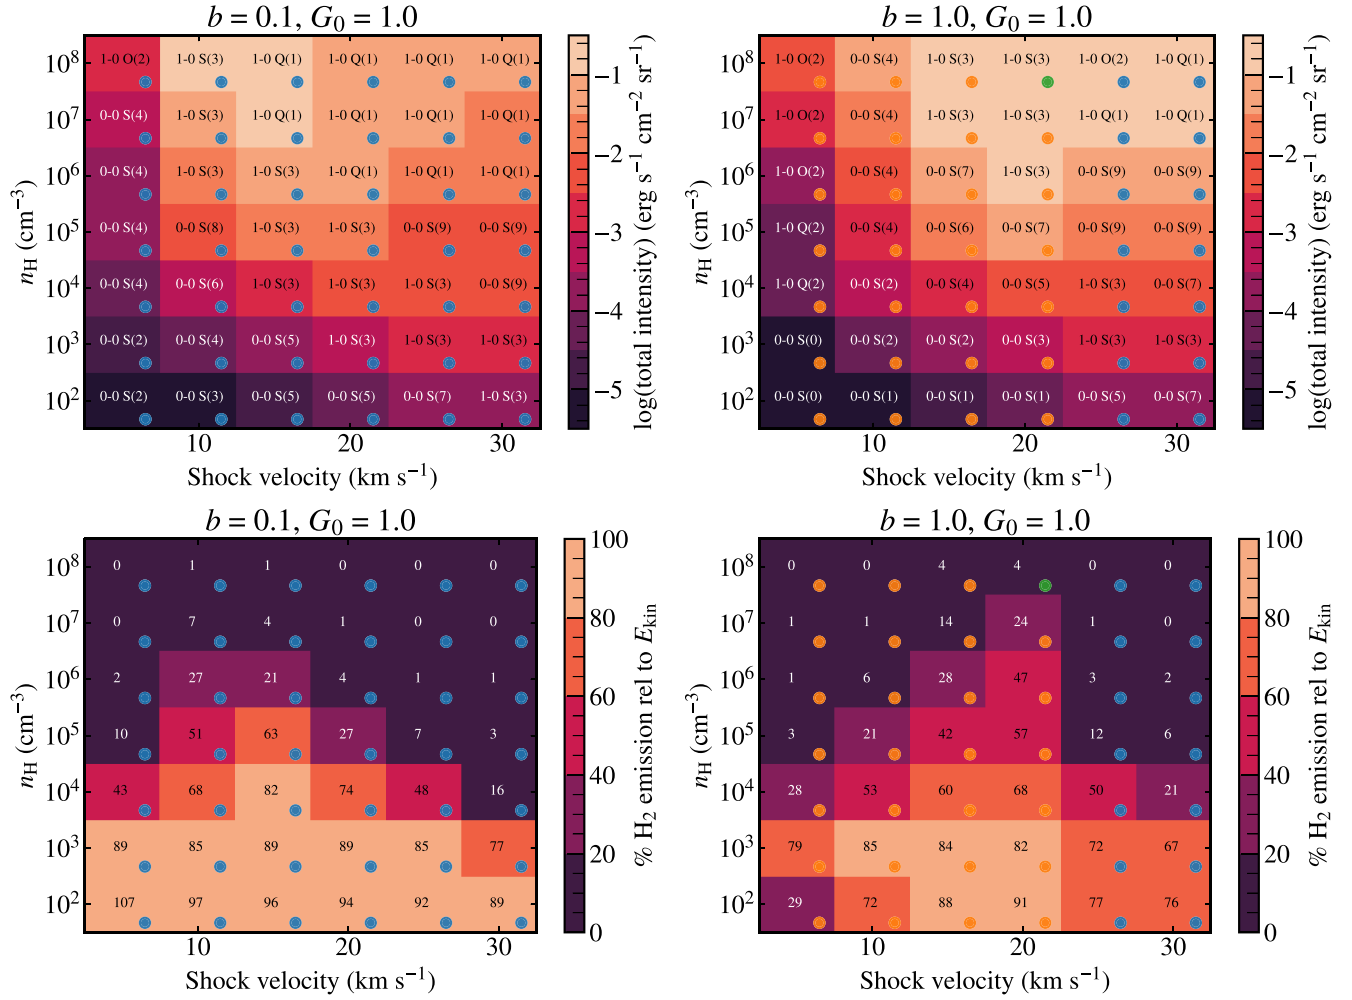 b = 0.1, G₀ = 1.0
10⁸ 1-0 O(2) 1-0 S(3) 1-0 Q(1) 1-0 Q(1) 1-0 Q(1) 1-0 Q(1)
10⁷ 0-0 S(4) 1-0 S(3) 1-0 Q(1) 1-0 Q(1) 1-0 Q(1) 1-0 Q(1)
10⁶ 0-0 S(4) 1-0 S(3) 1-0 S(3) 1-0 Q(1) 1-0 Q(1) 1-0 Q(1)
10⁵ 0-0 S(4) 0-0 S(8) 1-0 S(3) 1-0 S(3) 0-0 S(9) 0-0 S(9)
10⁴ 0-0 S(4) 0-0 S(6) 1-0 S(3) 1-0 S(3) 1-0 S(3) 0-0 S(9)
10³ 0-0 S(2) 0-0 S(4) 0-0 S(5) 1-0 S(3) 1-0 S(3) 1-0 S(3)
10² 0-0 S(2) 0-0 S(3) 0-0 S(5) 0-0 S(5) 0-0 S(7) 1-0 S(3)
n_H (cm⁻³)
10 20 30
Shock velocity (km s⁻¹)
−1
−2
−3
−4
−5
log(total intensity) (erg s⁻¹ cm⁻² sr⁻¹)
b = 1.0, G₀ = 1.0
10⁸ 1-0 O(2) 0-0 S(4) 1-0 S(3) 1-0 S(3) 1-0 O(2) 1-0 Q(1)
10⁷ 1-0 O(2) 0-0 S(4) 1-0 S(3) 1-0 S(3) 1-0 Q(1) 1-0 Q(1)
10⁶ 1-0 O(2) 0-0 S(4) 0-0 S(7) 1-0 S(3) 0-0 S(9) 0-0 S(9)
10⁵ 1-0 Q(2) 0-0 S(4) 0-0 S(6) 0-0 S(7) 0-0 S(9) 0-0 S(9)
10⁴ 1-0 Q(2) 0-0 S(2) 0-0 S(4) 0-0 S(5) 1-0 S(3) 0-0 S(7)
10³ 0-0 S(0) 0-0 S(2) 0-0 S(2) 0-0 S(3) 1-0 S(3) 1-0 S(3)
10² 0-0 S(0) 0-0 S(1) 0-0 S(1) 0-0 S(1) 0-0 S(5) 0-0 S(7)
n_H (cm⁻³)
10 20 30
Shock velocity (km s⁻¹)
−1
−2
−3
−4
−5
log(total intensity) (erg s⁻¹ cm⁻² sr⁻¹)
b = 0.1, G₀ = 1.0
10⁸ 0 1 1 0 0 0
10⁷ 0 7 4 1 0 0
10⁶ 2 27 21 4 1 1
10⁵ 10 51 63 27 7 3
10⁴ 43 68 82 74 48 16
10³ 89 85 89 89 85 77
10² 107 97 96 94 92 89
n_H (cm⁻³)
10 20 30
Shock velocity (km s⁻¹)
100
80
60
40
20
0
% H₂ emission rel to E_kin
b = 1.0, G₀ = 1.0
10⁸ 0 0 4 4 0 0
10⁷ 1 1 14 24 1 0
10⁶ 1 6 28 47 3 2
10⁵ 3 21 42 57 12 6
10⁴ 28 53 60 68 50 21
10³ 79 85 84 82 72 67
10² 29 72 88 91 77 76
n_H (cm⁻³)
10 20 30
Shock velocity (km s⁻¹)
100
80
60
40
20
0
% H₂ emission rel to E_kin